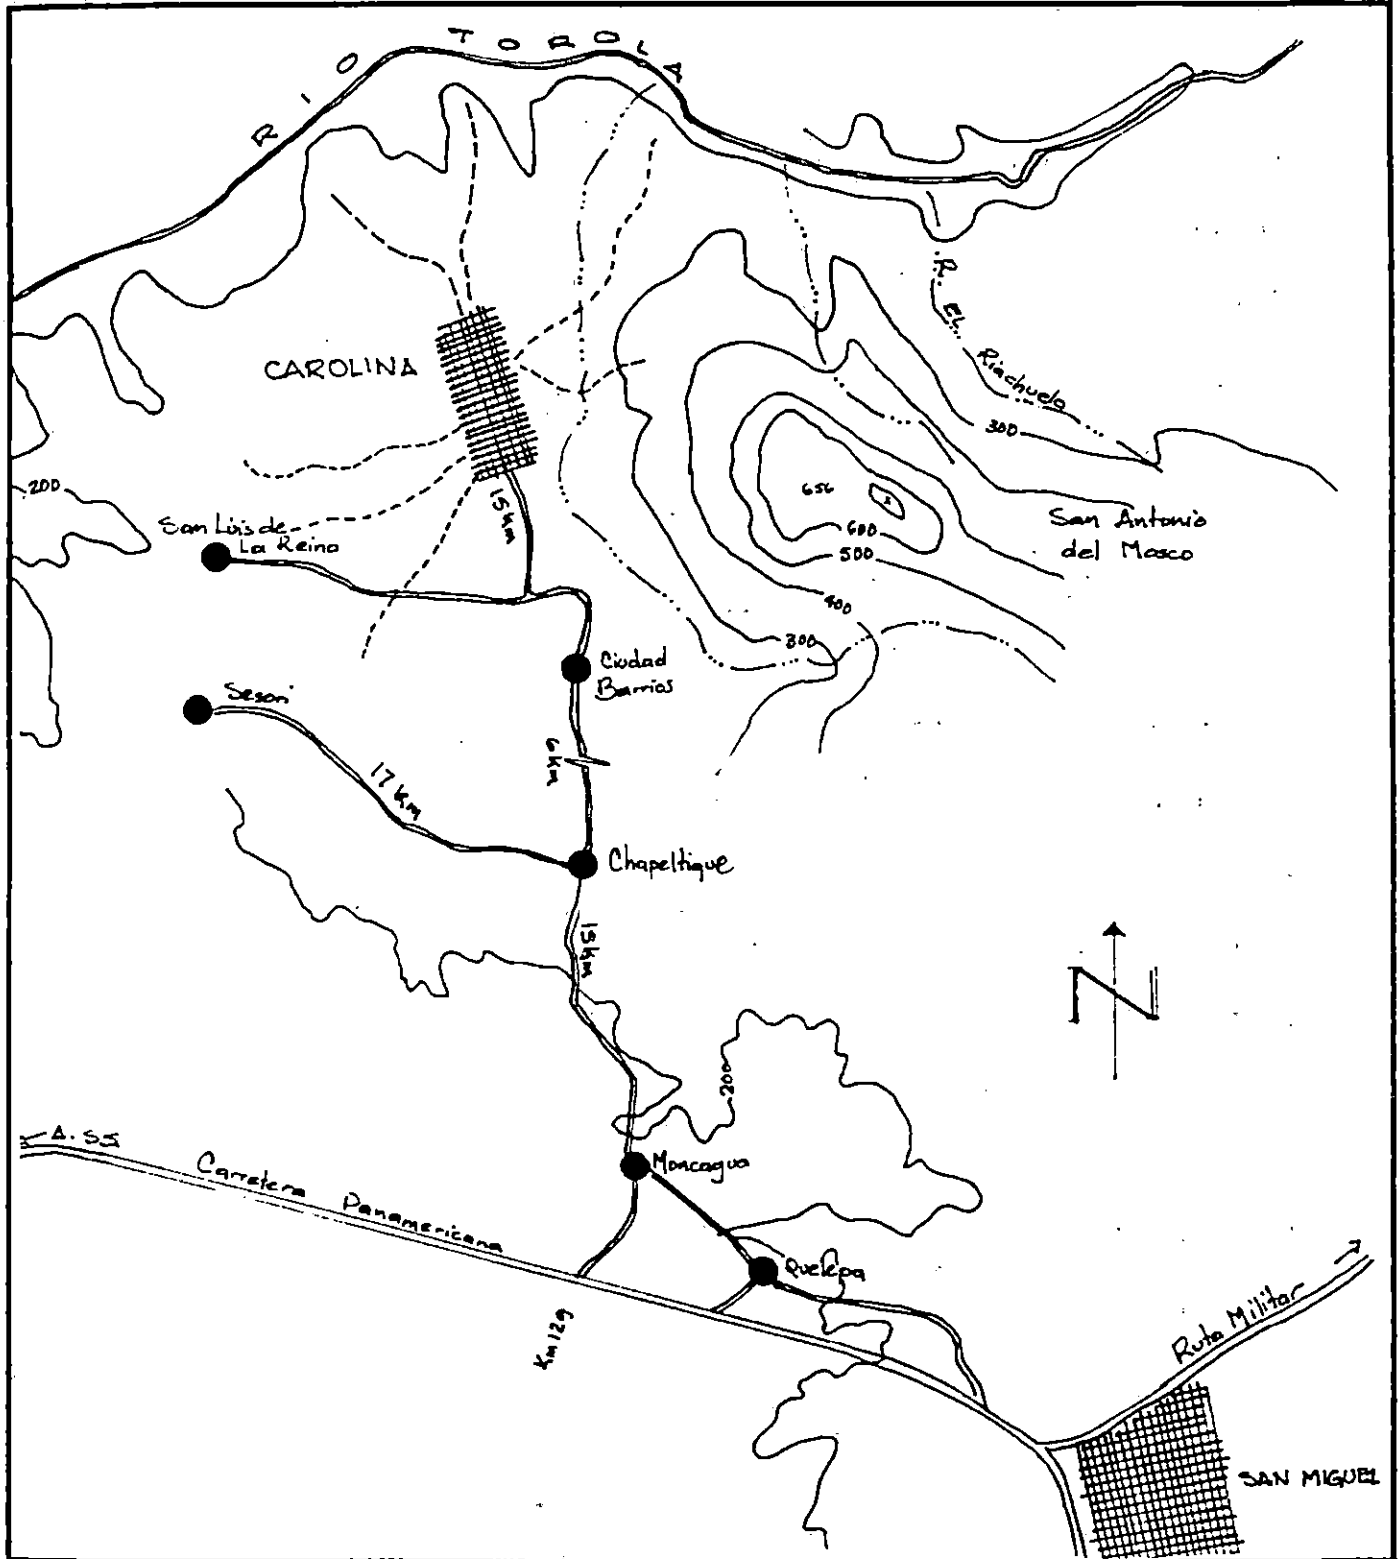 RIO TOROLA
R. EL Riachuelo
CAROLINA
300
200
656
x
600
500
400
300
San Antonio
del Mosco
15 km
San Luis de
La Reina
Ciudad
Barrios
Sesori
6 km
17 km
Chapeltique
15 km
N
200
A. SS
Carretera Panamericana
Moncagua
Quelepa
Km 129
Ruta Militar
SAN MIGUEL